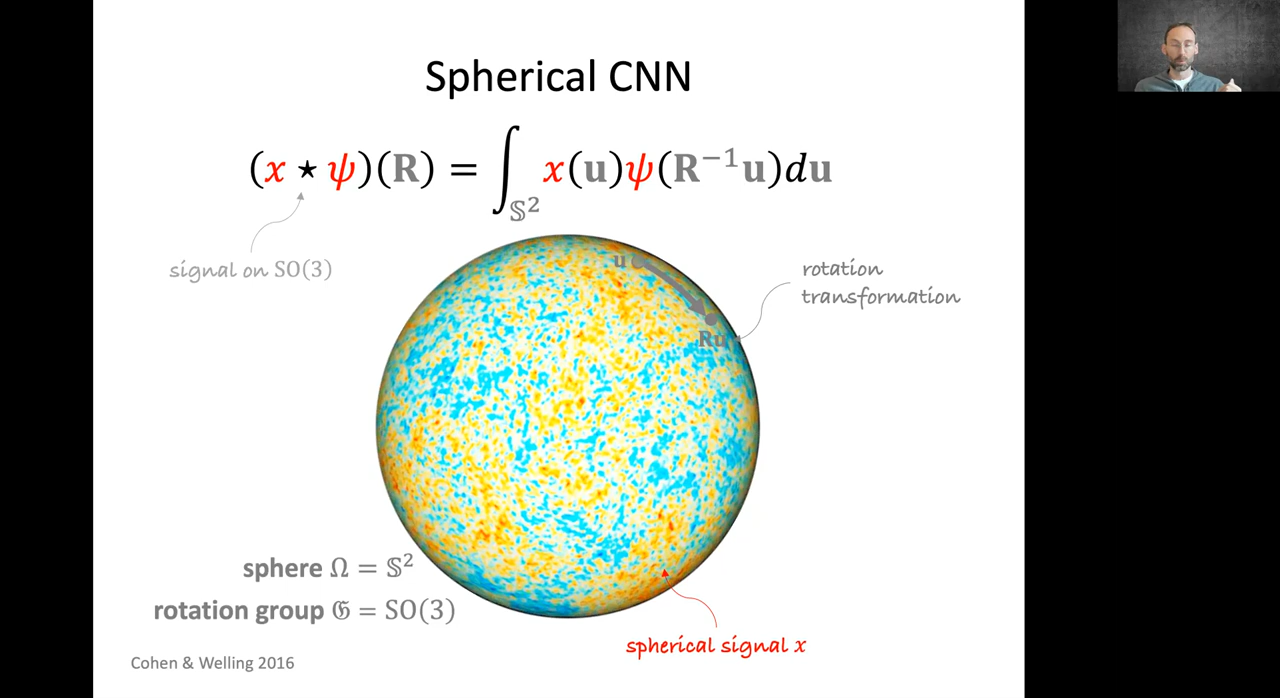 Spherical CNN
(x ⋆ ψ)(R) = ∫_𝕊² x(u)ψ(R⁻¹u)du
signal on SO(3)
u
rotation
transformation
Ru
sphere Ω = 𝕊²
rotation group 𝔊 = SO(3)
spherical signal x
Cohen & Welling 2016